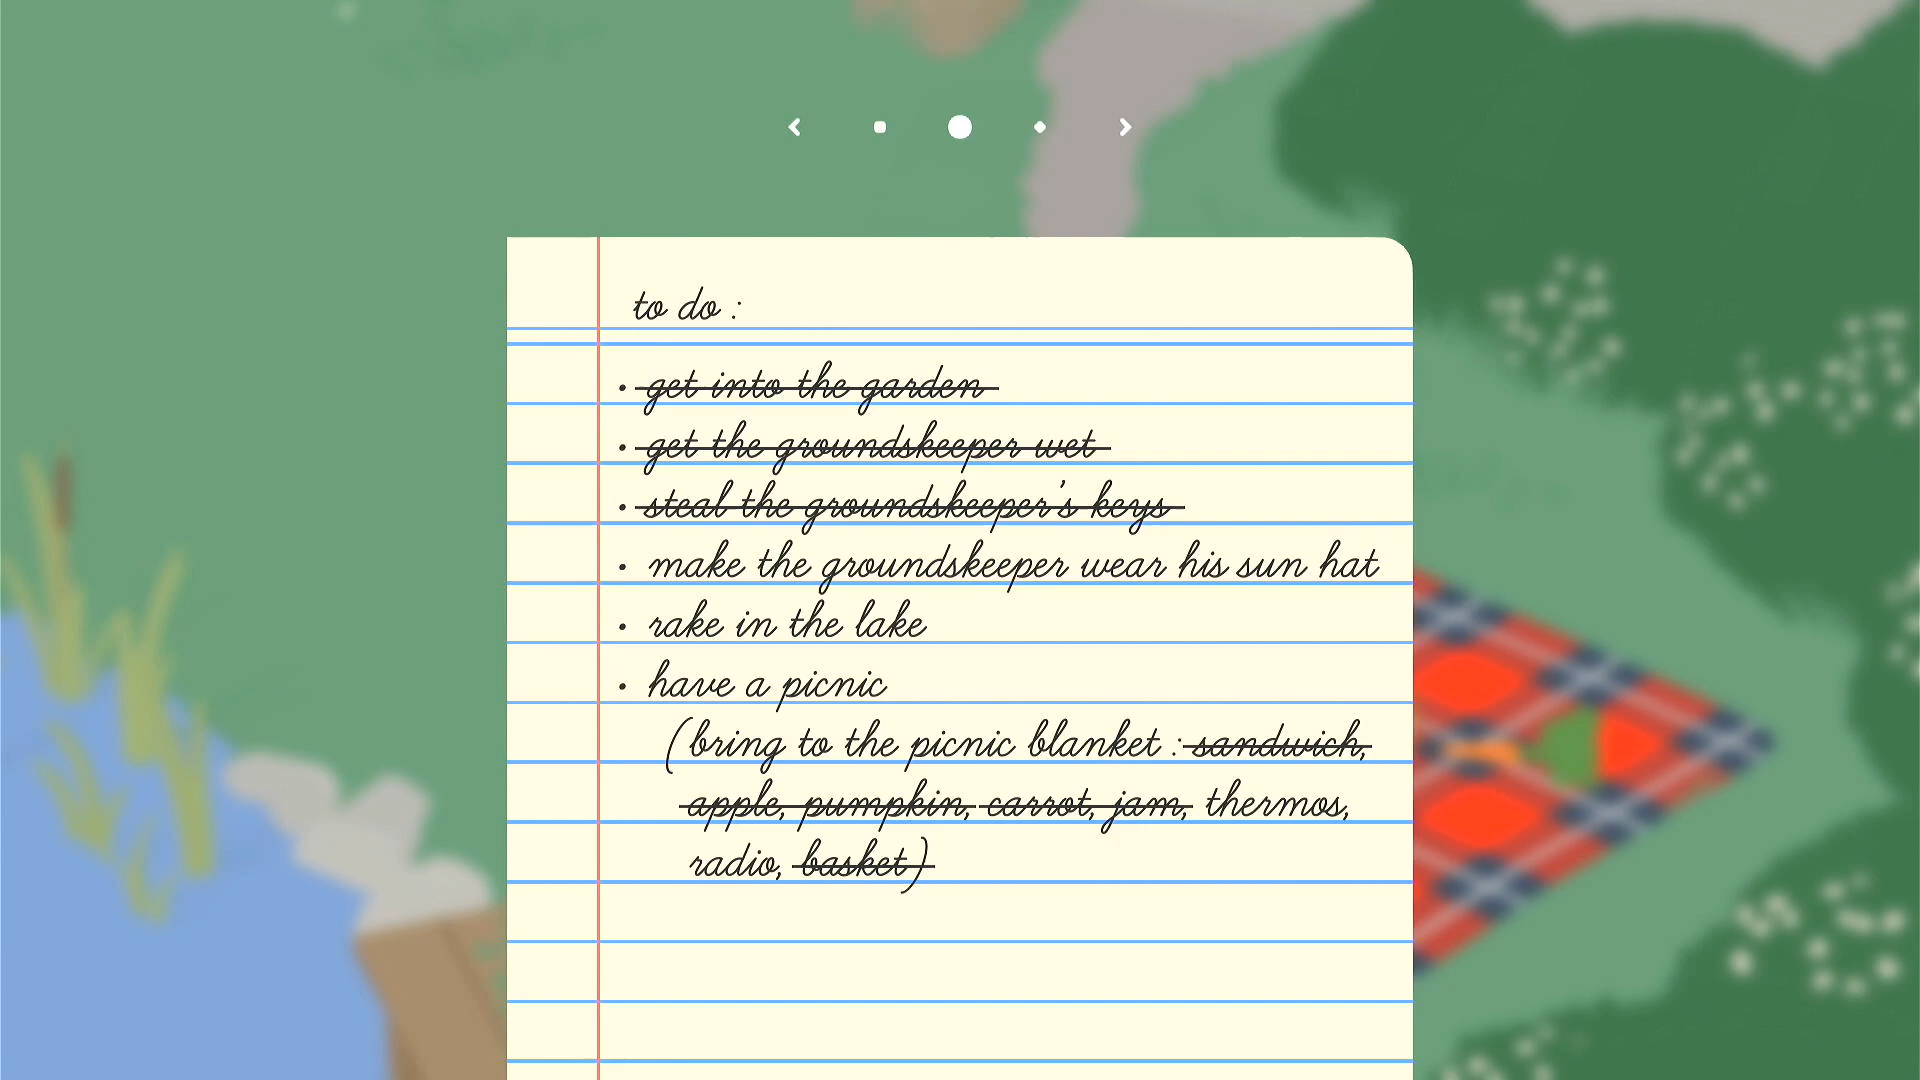 to do :
• get into the garden
• get the groundskeeper wet
• steal the groundskeeper's keys
• make the groundskeeper wear his sun hat
• rake in the lake
• have a picnic
(bring to the picnic blanket : sandwich,
apple, pumpkin, carrot, jam, thermos,
radio, basket)